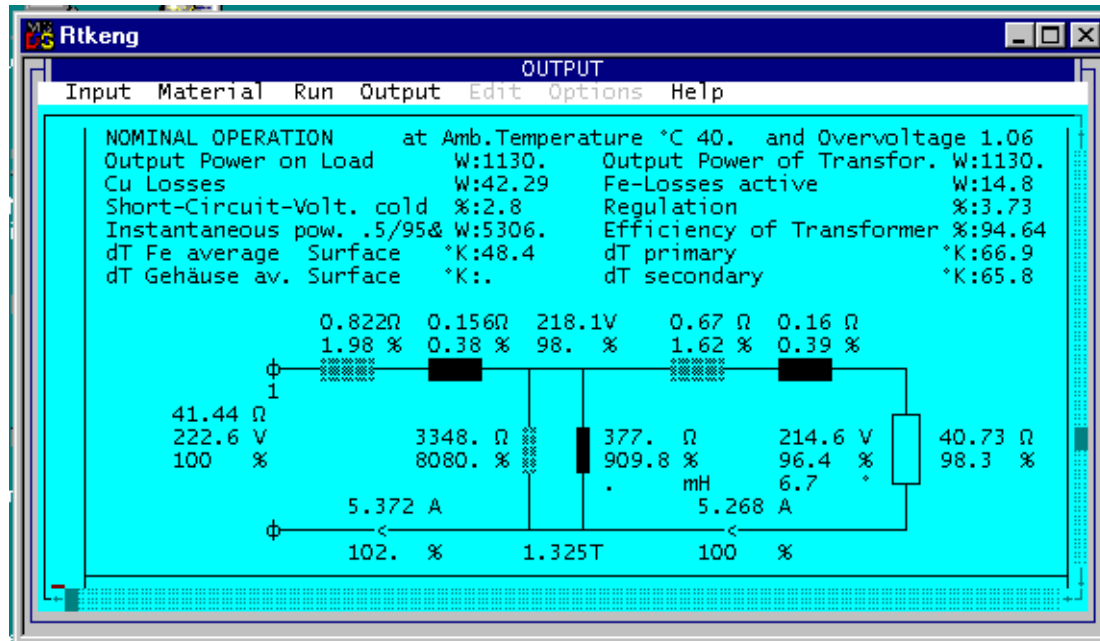 Rtkeng
OUTPUT
Input Material Run Output Edit Options Help
NOMINAL OPERATION at Amb.Temperature °C 40. and Overvoltage 1.06
Output Power on Load W:1130. Output Power of Transfor. W:1130.
Cu Losses W:42.29 Fe-Losses active W:14.8
Short-Circuit-Volt. cold %:2.8 Regulation %:3.73
Instantaneous pow. .5/95& W:5306. Efficiency of Transformer %:94.64
dT Fe average Surface °K:48.4 dT primary °K:66.9
dT Gehäuse av. Surface °K:. dT secondary °K:65.8
0.822Ω 0.156Ω 218.1V 0.67 Ω 0.16 Ω
1.98 % 0.38 % 98. % 1.62 % 0.39 %
1
41.44 Ω
222.6 V 3348. Ω 377. Ω 214.6 V 40.73 Ω
100 % 8080. % 909.8 % 96.4 % 98.3 %
. mH 6.7 °
5.372 A 5.268 A
102. % 1.325T 100 %